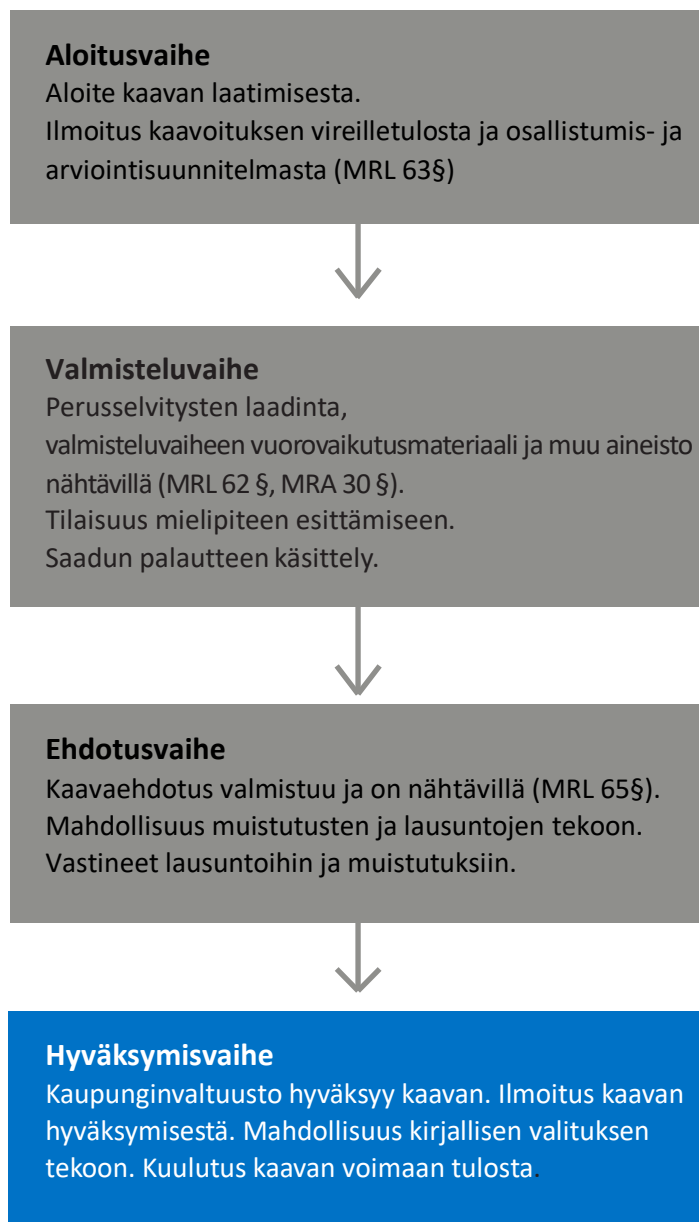 Aloitusvaihe
Aloite kaavan laatimisesta.
Ilmoitus kaavoituksen vireilletulosta ja osallistumis- ja
arviointisuunnitelmasta (MRL 63§)
Valmisteluvaihe
Perusselvitysten laadinta,
valmisteluvaiheen vuorovaikutusmateriaali ja muu aineisto
nähtävillä (MRL 62 §, MRA 30 §).
Tilaisuus mielipiteen esittämiseen.
Saadun palautteen käsittely.
Ehdotusvaihe
Kaavaehdotus valmistuu ja on nähtävillä (MRL 65§).
Mahdollisuus muistutusten ja lausuntojen tekoon.
Vastineet lausuntoihin ja muistutuksiin.
Hyväksymisvaihe
Kaupunginvaltuusto hyväksyy kaavan. Ilmoitus kaavan
hyväksymisestä. Mahdollisuus kirjallisen valituksen
tekoon. Kuulutus kaavan voimaan tulosta.